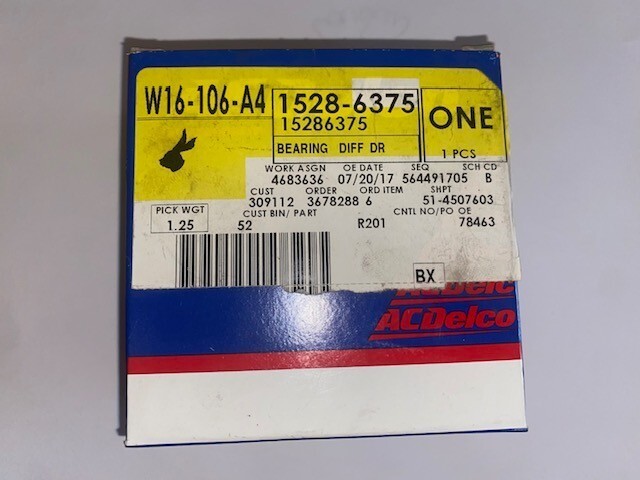 W16-106-A4
1528-6375
15286375
BEARING DIFF DR
ONE
1 PCS
WORK ASGN OE DATE SEQ SCH CD
4683636 07/20/17 564491705 B
CUST ORDER ORD ITEM SHPT
309112 3678288 6 51-4507603
PICK WGT CUST BIN/ PART CNTL NO/PO OE
1.25 52 R201 78463
BX
ACDelco
ACDelco